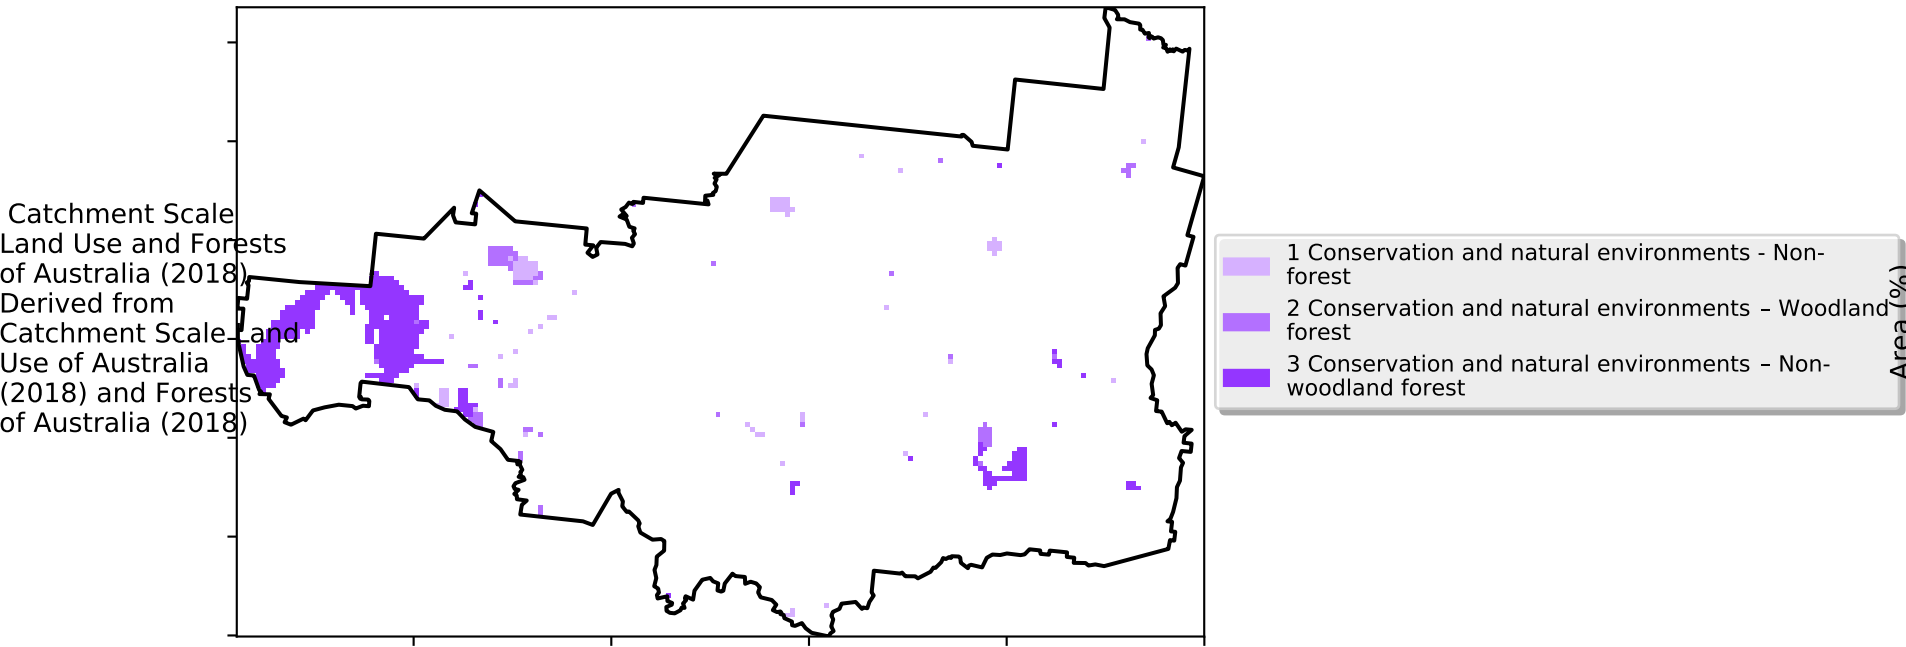 Catchment Scale
Land Use and Forests
of Australia (2018)
Derived from
Catchment Scale Land
Use of Australia
(2018) and Forests
of Australia (2018)
1 Conservation and natural environments - Non-
forest
2 Conservation and natural environments – Woodland
forest
3 Conservation and natural environments – Non-
woodland forest
Area (%)